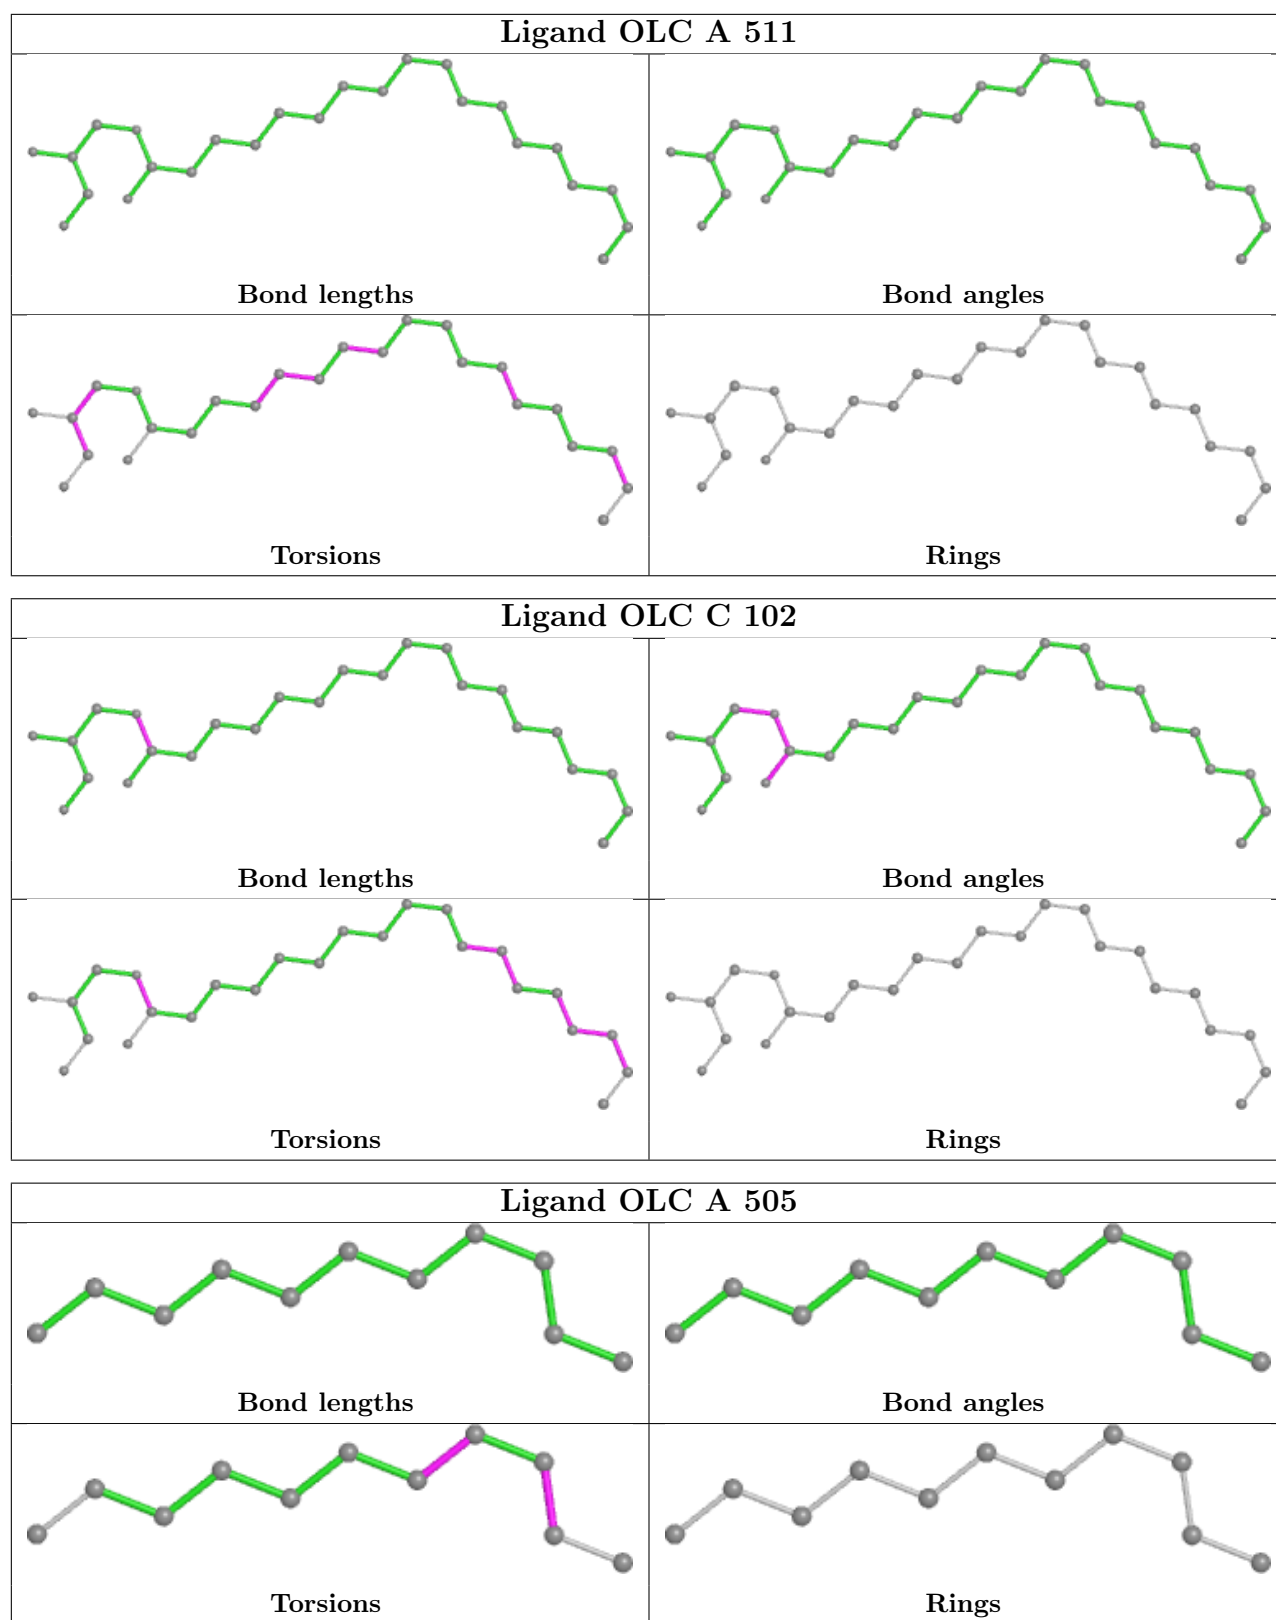 Ligand OLC A 511
Bond lengths
Bond angles
Torsions
Rings
Ligand OLC C 102
Bond lengths
Bond angles
Torsions
Rings
Ligand OLC A 505
Bond lengths
Bond angles
Torsions
Rings